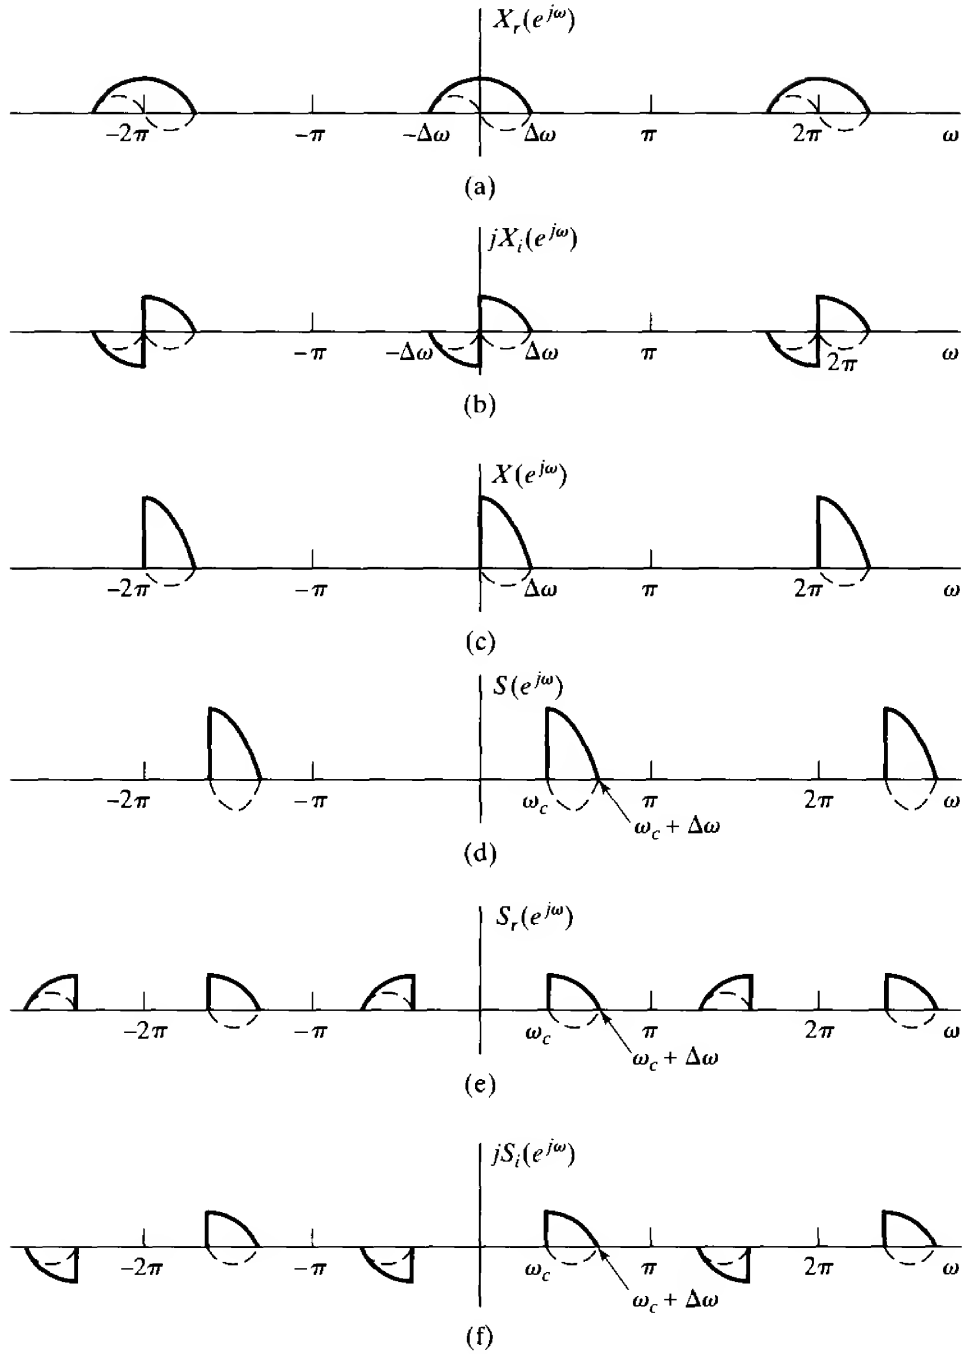 X_r(e^{jω})
−2π −π −Δω Δω π 2π ω
(a)
jX_i(e^{jω})
−π −Δω Δω π 2π ω
(b)
X(e^{jω})
−2π −π Δω π 2π ω
(c)
S(e^{jω})
−2π −π ω_c π 2π ω
ω_c + Δω
(d)
S_r(e^{jω})
−2π −π ω_c π 2π ω
ω_c + Δω
(e)
jS_i(e^{jω})
−2π −π ω_c π 2π ω
ω_c + Δω
(f)